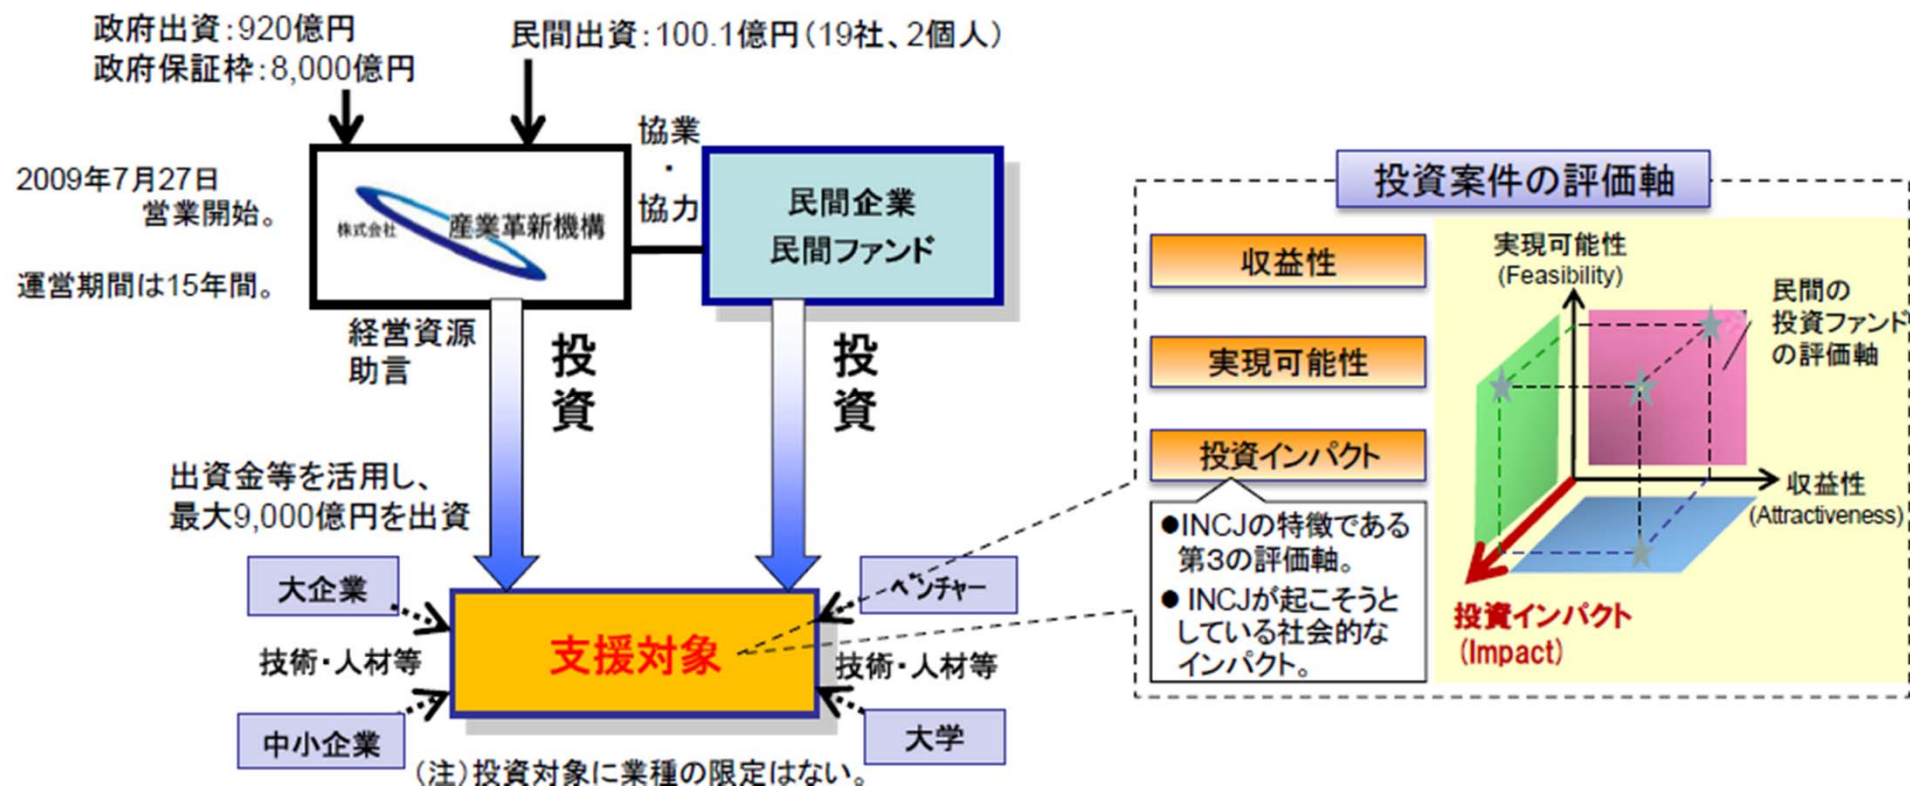 政府出資：920億円
政府保証枠：8,000億円
民間出資：100.1億円（19社、2個人）
2009年7月27日
営業開始。
運営期間は15年間。
株式会社 産業革新機構
協業
・
協力
民間企業
民間ファンド
経営資源
助言
投
資
投
資
出資金等を活用し、
最大9,000億円を出資
大企業
ベンチャー
支援対象
技術・人材等
技術・人材等
中小企業
大学
（注）投資対象に業種の限定はない。
投資案件の評価軸
収益性
実現可能性
投資インパクト
●INCJの特徴である
第3の評価軸。
● INCJが起こそうと
している社会的な
インパクト。
実現可能性
(Feasibility)
民間の
投資ファンド
の評価軸
収益性
(Attractiveness)
投資インパクト
(Impact)